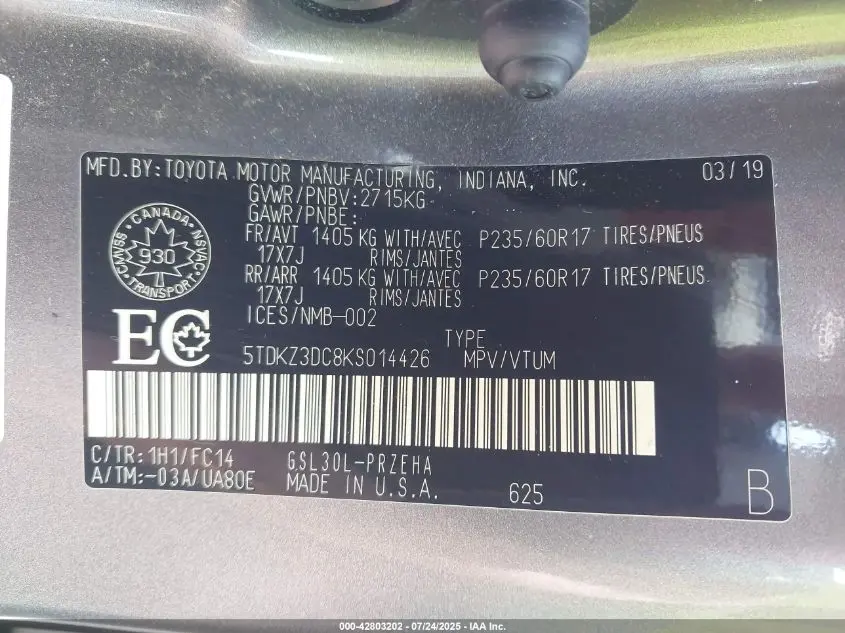 MFD.BY:TOYOTA MOTOR MANUFACTURING, INDIANA, INC. 03/19
GVWR/PNBV:2715KG
GAWR/PNBE:
FR/AVT 1405 KG WITH/AVEC P235/60R17 TIRES/PNEUS
17X7J RIMS/JANTES
RR/ARR 1405 KG WITH/AVEC P235/60R17 TIRES/PNEUS
17X7J RIMS/JANTES
ICES/NMB-002
CANADA
CMVSS 930 NSVAC
TRANSPORT
EC
TYPE
5TDKZ3DC8KS014426 MPV/VTUM
C/TR:1H1/FC14 GSL30L-PRZEHA
A/TM:-03A/UA80E MADE IN U.S.A. 625
B
000-42803202 - 07/24/2025 - IAA Inc.